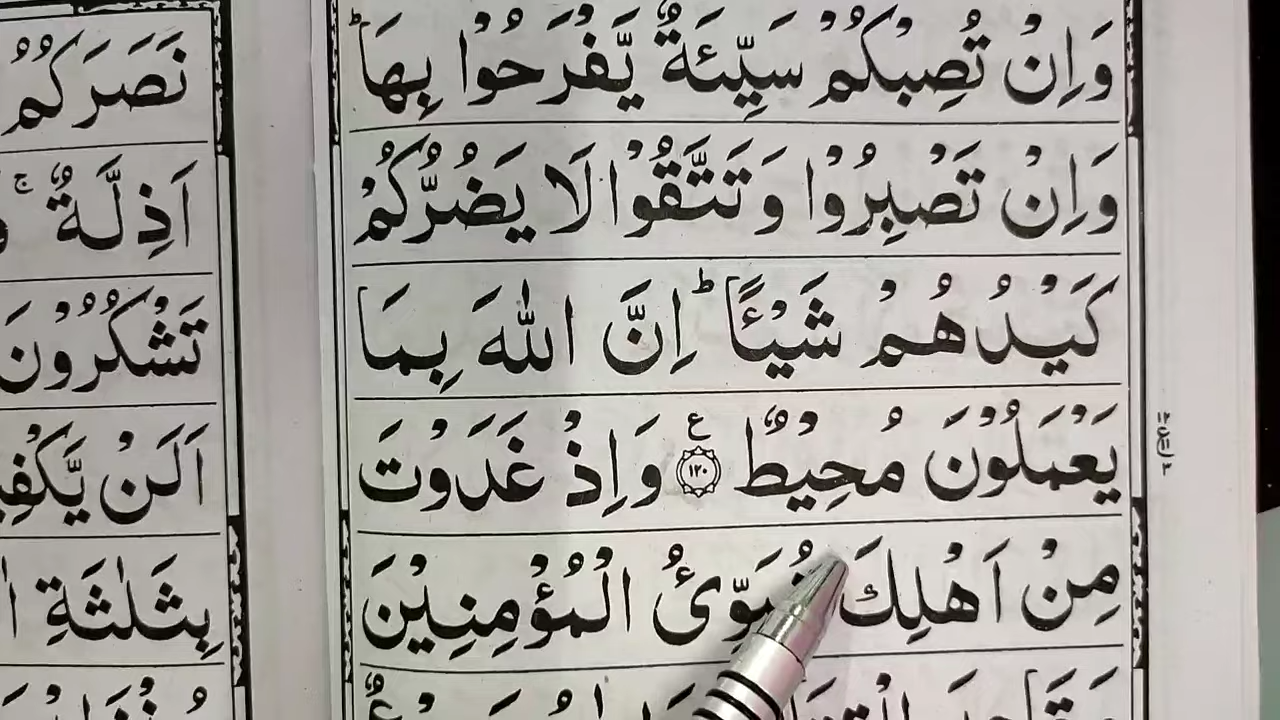 وَاِنْ تُصِبْكُمْ سَيِّئَةٌ يَّفْرَحُوْا بِهَا ؕ
وَاِنْ تَصْبِرُوْا وَتَتَّقُوْا لَا يَضُرُّكُمْ
كَيْدُهُمْ شَيْـًٔا ؕ اِنَّ اللّٰهَ بِمَا
يَعْمَلُوْنَ مُحِيْطٌ ع ﴿١٢٠﴾ وَاِذْ غَدَوْتَ
مِنْ اَهْلِكَ تُبَوِّئُ الْمُؤْمِنِيْنَ
نَصَرَكُمُ
اَذِلَّةٌ ۚ
تَشْكُرُوْنَ
اَلَنْ
بِثَلٰثَةِ